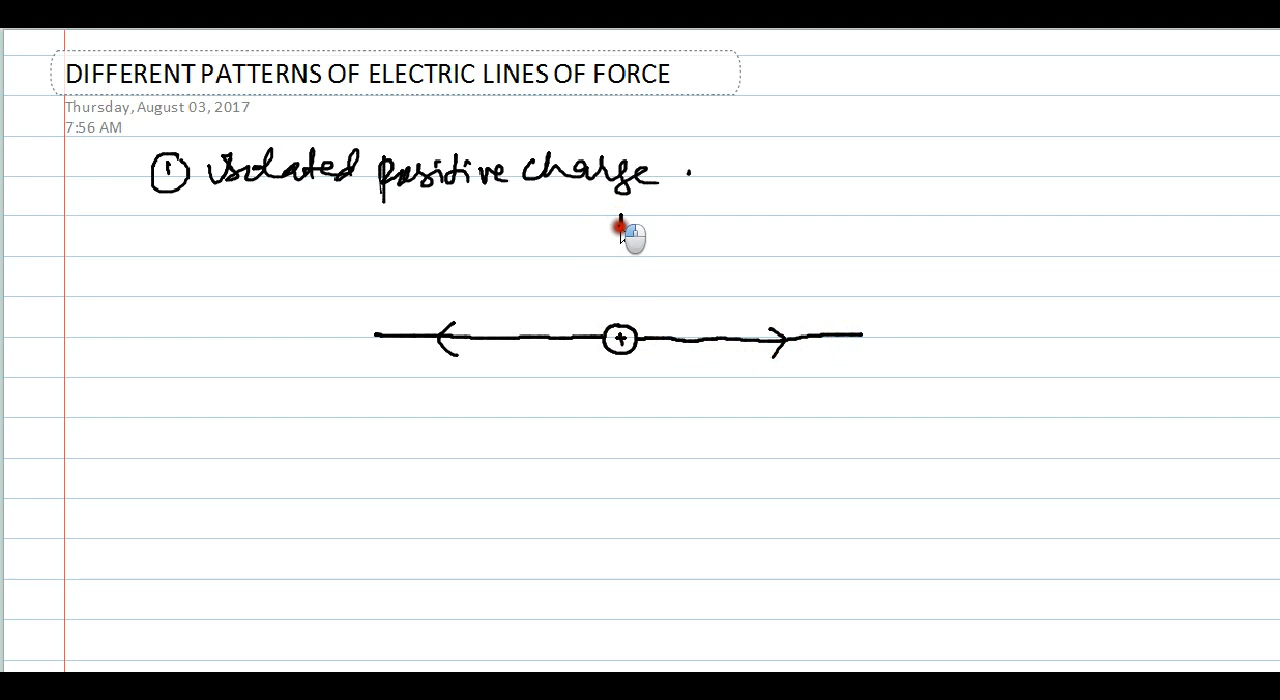 DIFFERENT PATTERNS OF ELECTRIC LINES OF FORCE
Thursday, August 03, 2017
7:56 AM
① isolated positive charge .
+